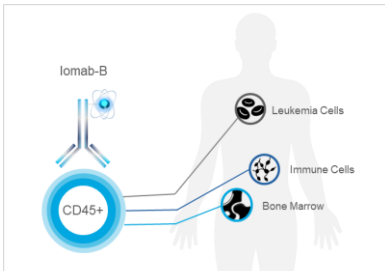 Iomab-B
Leukemia Cells
Immune Cells
CD45+
Bone Marrow